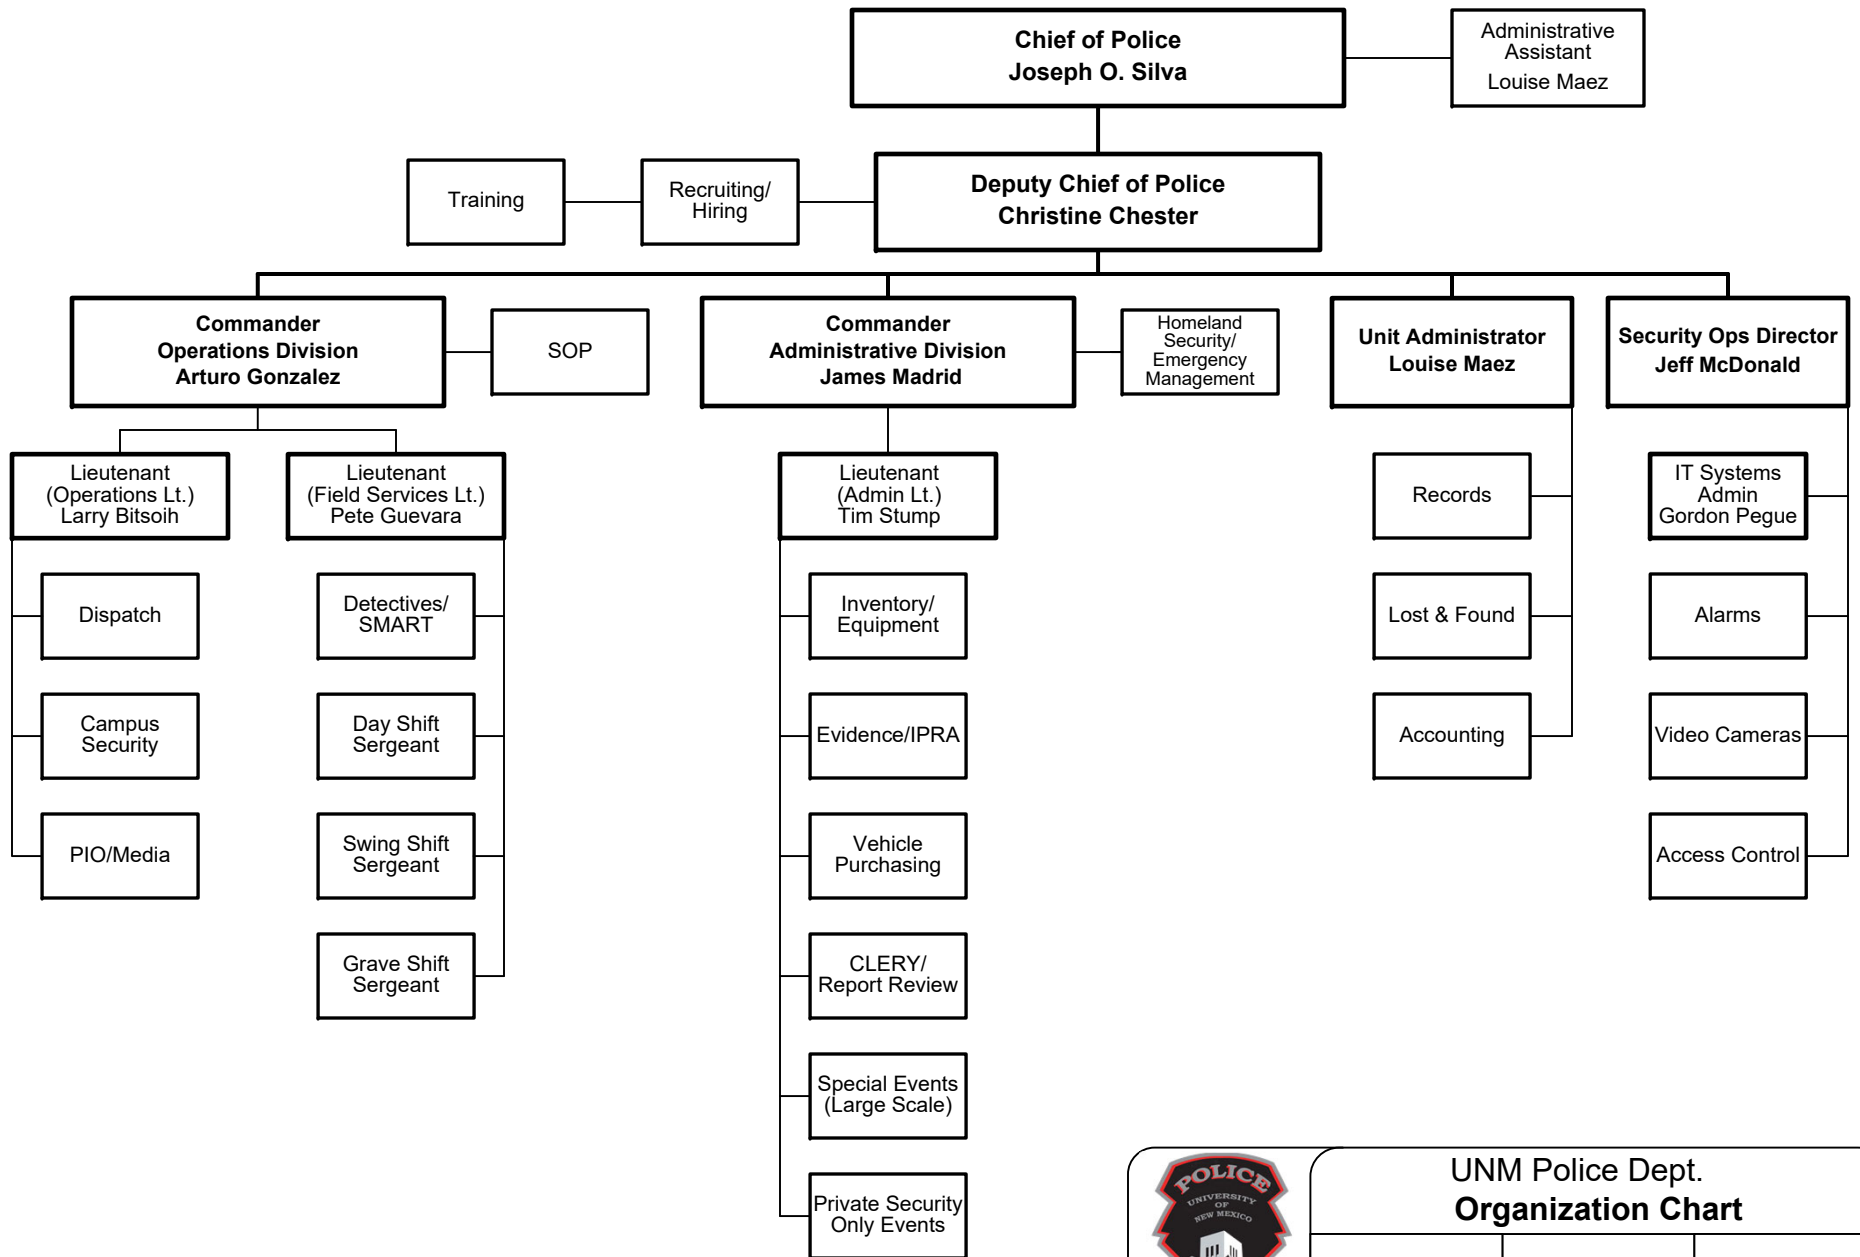 Chief of Police
Joseph O. Silva
Administrative
Assistant
Louise Maez
Training
Recruiting/
Hiring
Deputy Chief of Police
Christine Chester
Commander
Operations Division
Arturo Gonzalez
SOP
Commander
Administrative Division
James Madrid
Homeland
Security/
Emergency
Management
Unit Administrator
Louise Maez
Security Ops Director
Jeff McDonald
Lieutenant
(Operations Lt.)
Larry Bitsoih
Lieutenant
(Field Services Lt.)
Pete Guevara
Lieutenant
(Admin Lt.)
Tim Stump
Records
IT Systems
Admin
Gordon Pegue
Dispatch
Detectives/
SMART
Inventory/
Equipment
Lost & Found
Alarms
Campus
Security
Day Shift
Sergeant
Evidence/IPRA
Accounting
Video Cameras
PIO/Media
Swing Shift
Sergeant
Vehicle
Purchasing
Access Control
Grave Shift
Sergeant
CLERY/
Report Review
Special Events
(Large Scale)
Private Security
Only Events
POLICE
UNIVERSITY
OF
NEW MEXICO
UNM Police Dept.
Organization Chart